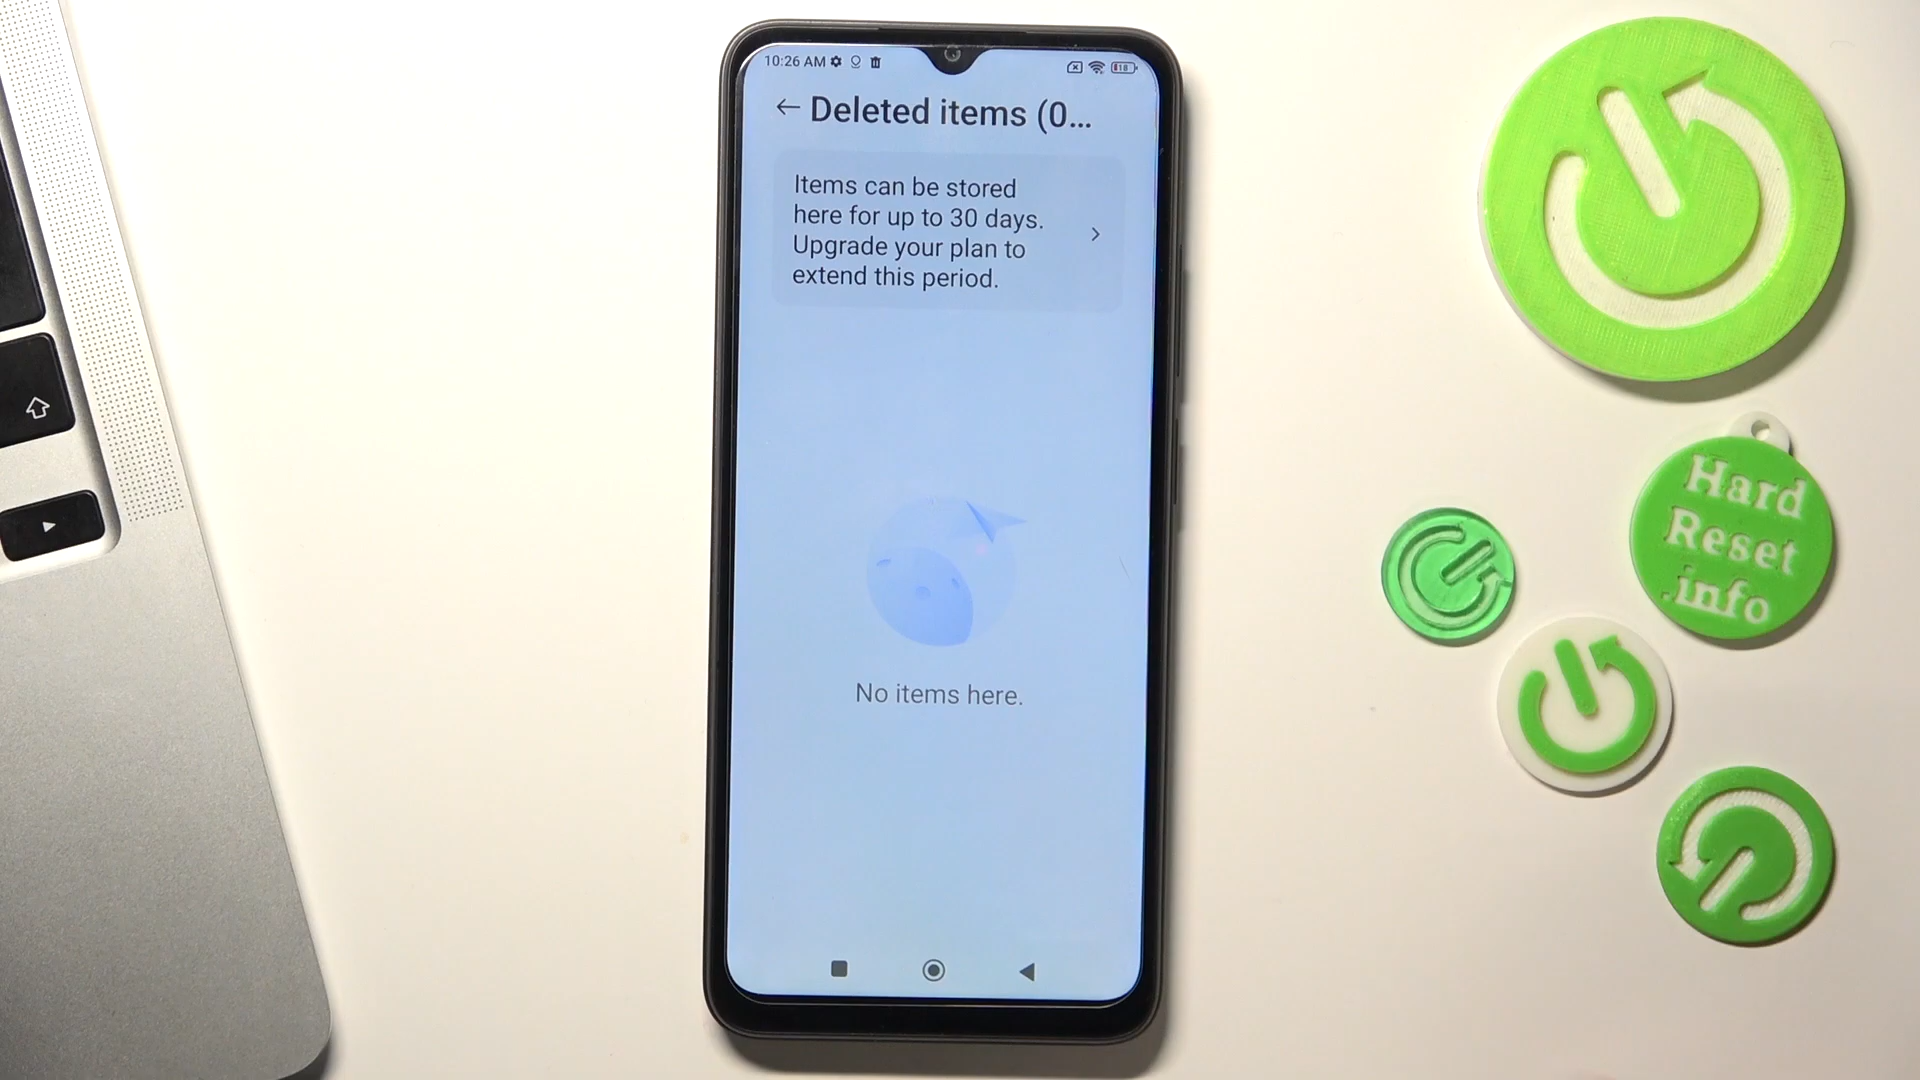 10:26 AM
18
Deleted items (0...
Items can be stored
here for up to 30 days.
Upgrade your plan to
extend this period.
No items here.
Hard
Reset
.info